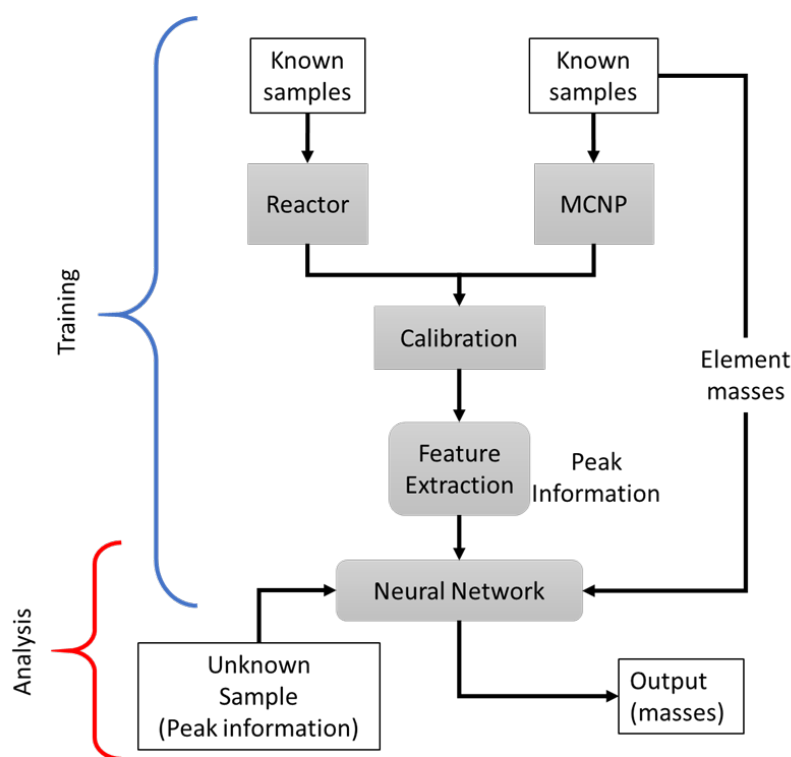 Known
samples
Known
samples
Reactor
MCNP
Training
Calibration
Element
masses
Feature
Extraction
Peak
Information
Neural Network
Analysis
Unknown
Sample
(Peak information)
Output
(masses)